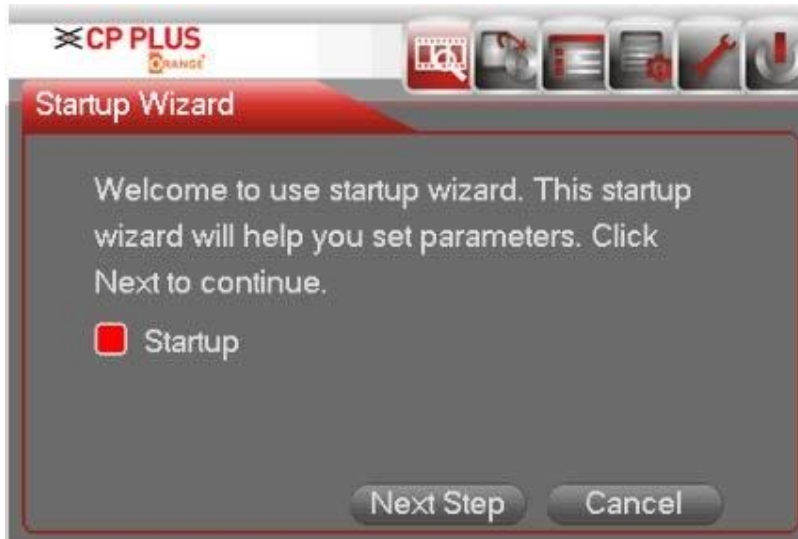 CP PLUS
ORANGE
Startup Wizard
Welcome to use startup wizard. This startup
wizard will help you set parameters. Click
Next to continue.
Startup
Next Step Cancel